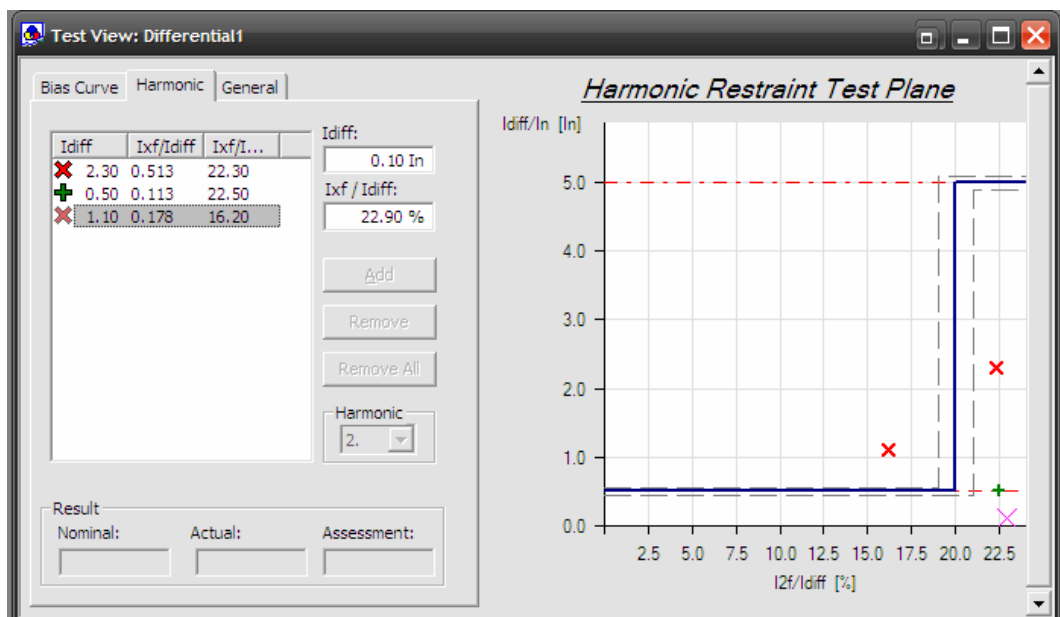 Test View: Differential1
Bias Curve Harmonic General
Idiff Ixf/Idiff Ixf/I...
2.30 0.513 22.30
0.50 0.113 22.50
1.10 0.178 16.20
Idiff:
0.10 In
Ixf / Idiff:
22.90 %
Add
Remove
Remove All
Harmonic
2.
Result
Nominal: Actual: Assessment:
Harmonic Restraint Test Plane
Idiff/In [In]
5.0
4.0
3.0
2.0
1.0
0.0
2.5 5.0 7.5 10.0 12.5 15.0 17.5 20.0 22.5
I2f/Idiff [%]